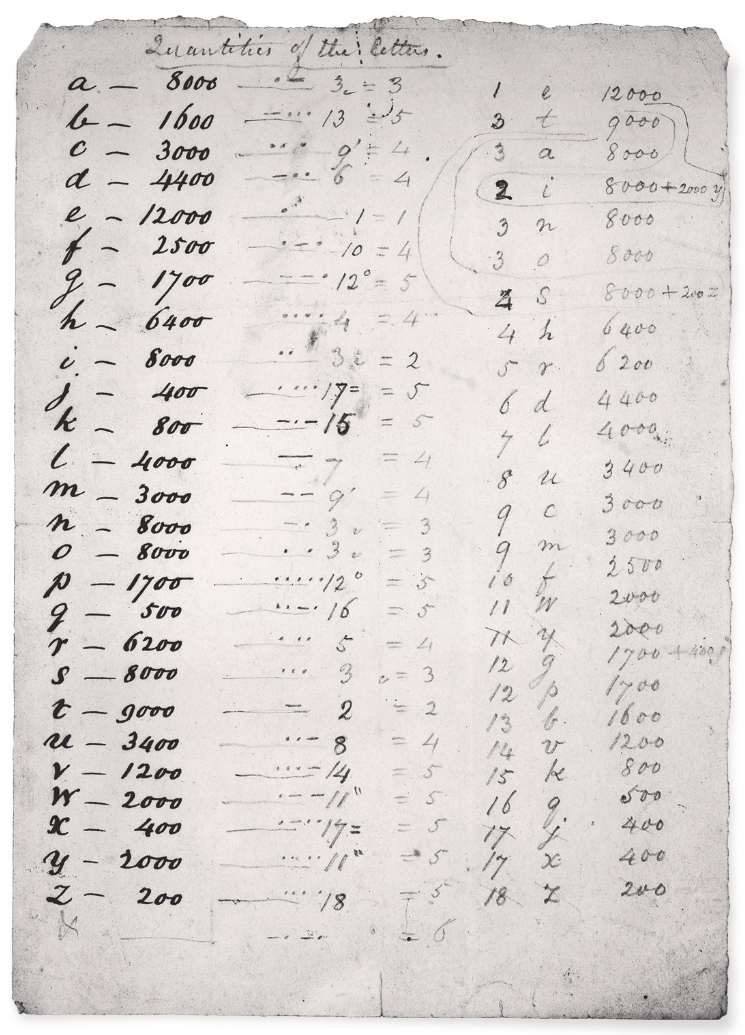 Quantities of the letters.
a — 8000 ·– 3 = 3
b — 1600 13 = 5
c — 3000 9 = 4
d — 4400 6 = 4
e — 12000 · 1 = 1
f — 2500 10 = 4
g — 1700 12 = 5
h — 6400 ···· 4 = 4
i — 8000 ·· 3 = 2
j — 400 17= = 5
k — 800 15 = 5
l — 4000 — 7 = 4
m — 3000 – – 9 = 4
n — 8000 – · 3 = 3
o — 8000 · · 3 = 3
p — 1700 ····· 12° = 5
q — 500 ··–· 16 = 5
r — 6200 · ·· 5 = 4
s — 8000 ··· 3 = 3
t — 9000 – 2 = 2
u — 3400 ··– 8 = 4
v — 1200 ···– 14 = 5
w — 2000 ·–– 11" = 5
x — 400 ·–·· 17= 5
y — 2000 ·· ·· 11" = 5
z — 200 ··· · 18 = 5
= 6
1 e 12000
3 t 9000
3 a 8000
2 i 8000 + 2000 y
3 n 8000
3 o 8000
4 s 8000 + 200 z
4 h 6400
5 r 6200
6 d 4400
7 l 4000
8 u 3400
9 c 3000
9 m 3000
10 f 2500
11 w 2000
11 y 2000
12 g 1700 + 400 j
12 p 1700
13 b 1600
14 v 1200
15 k 800
16 q 500
17 j 400
17 x 400
18 z 200